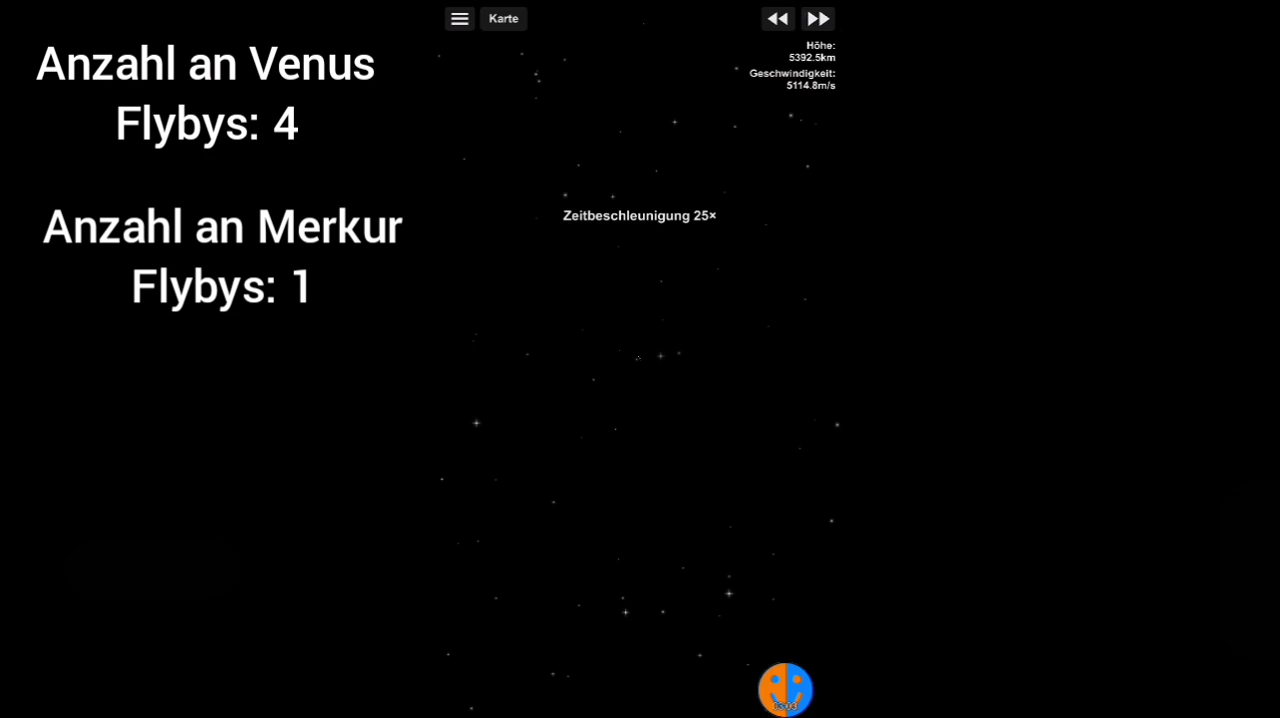 Karte
Höhe:
5392.5km
Geschwindigkeit:
5114.8m/s
Anzahl an Venus
Flybys: 4
Zeitbeschleunigung 25×
Anzahl an Merkur
Flybys: 1